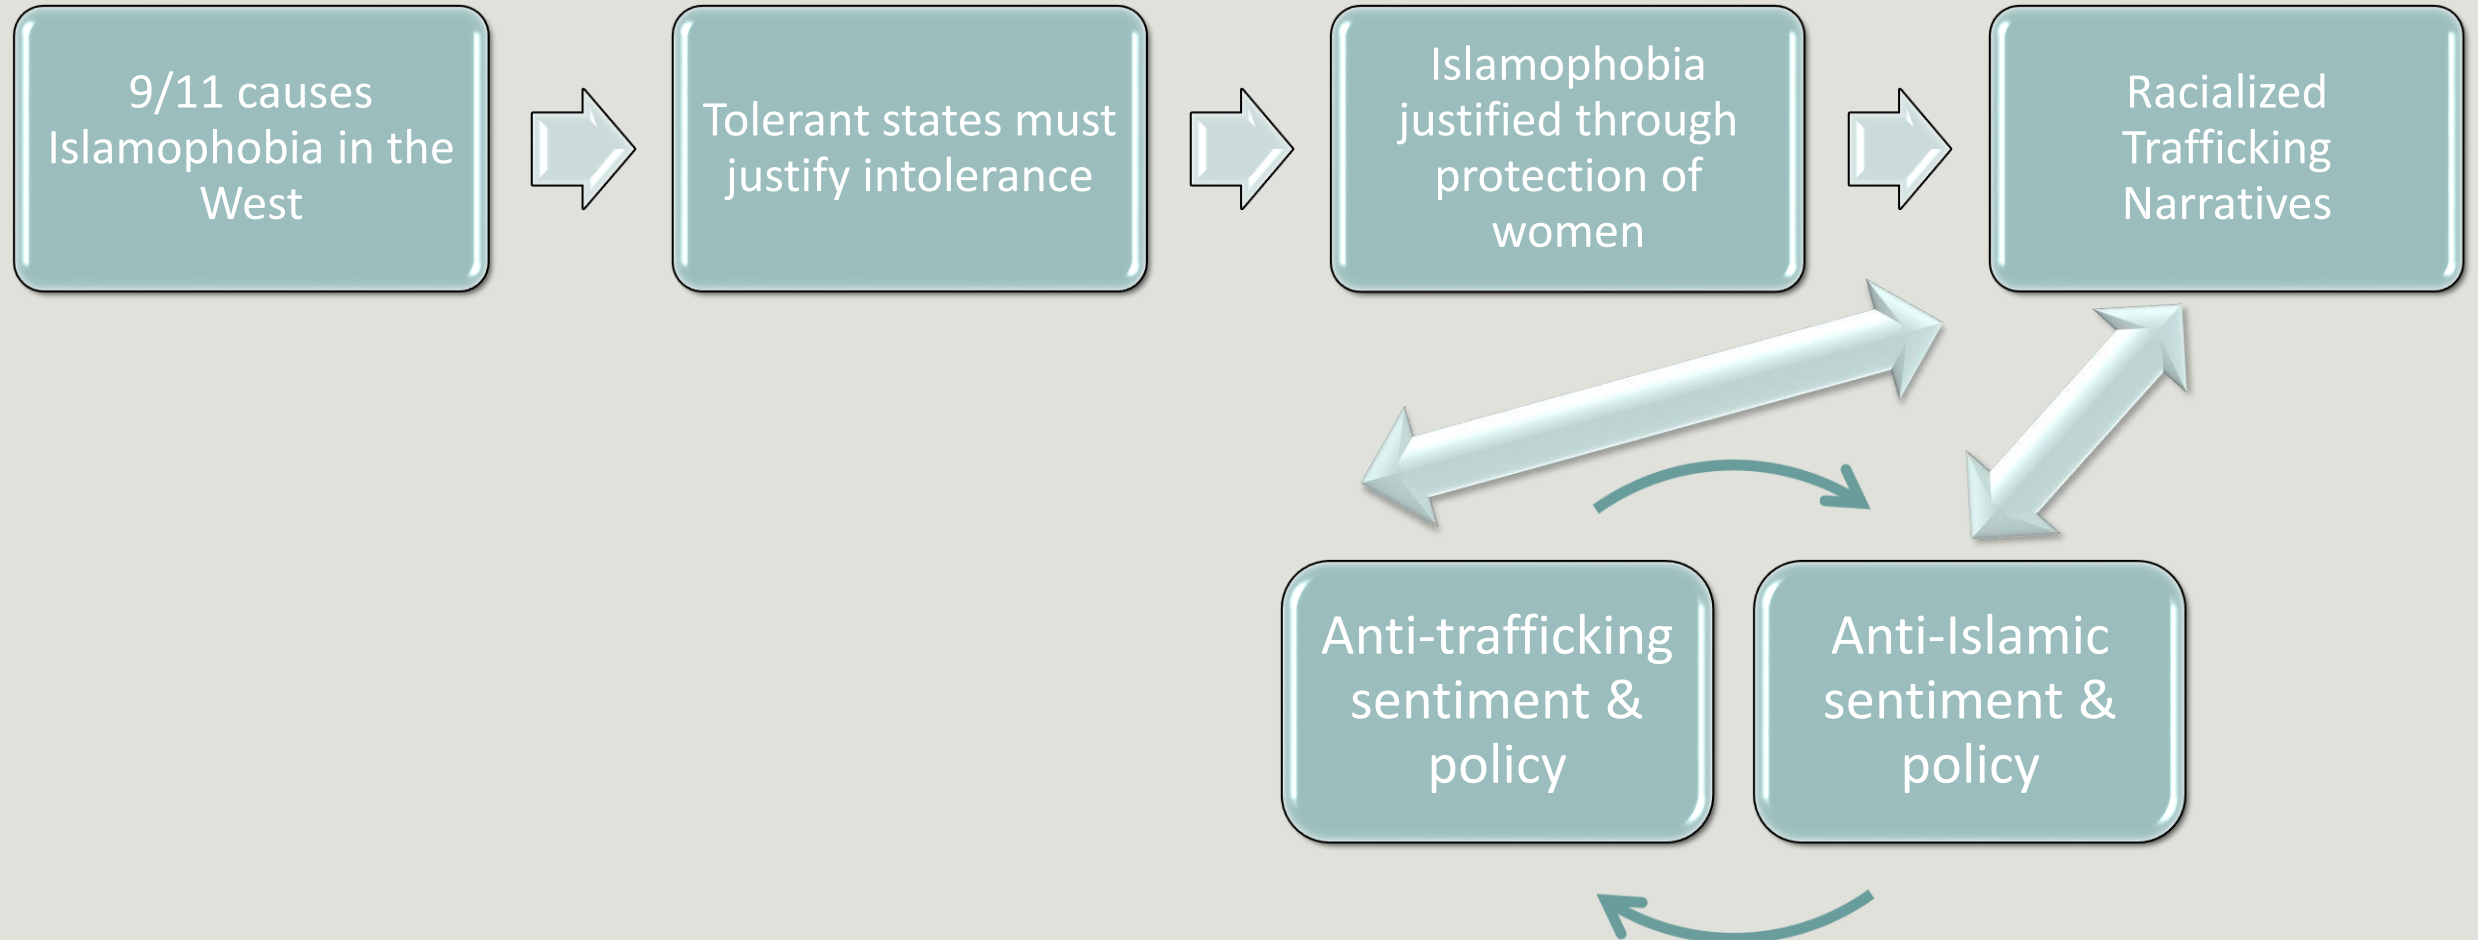 9/11 causes
Islamophobia in the
West
Tolerant states must
justify intolerance
Islamophobia
justified through
protection of
women
Racialized
Trafficking
Narratives
Anti-trafficking
sentiment &
policy
Anti-Islamic
sentiment &
policy